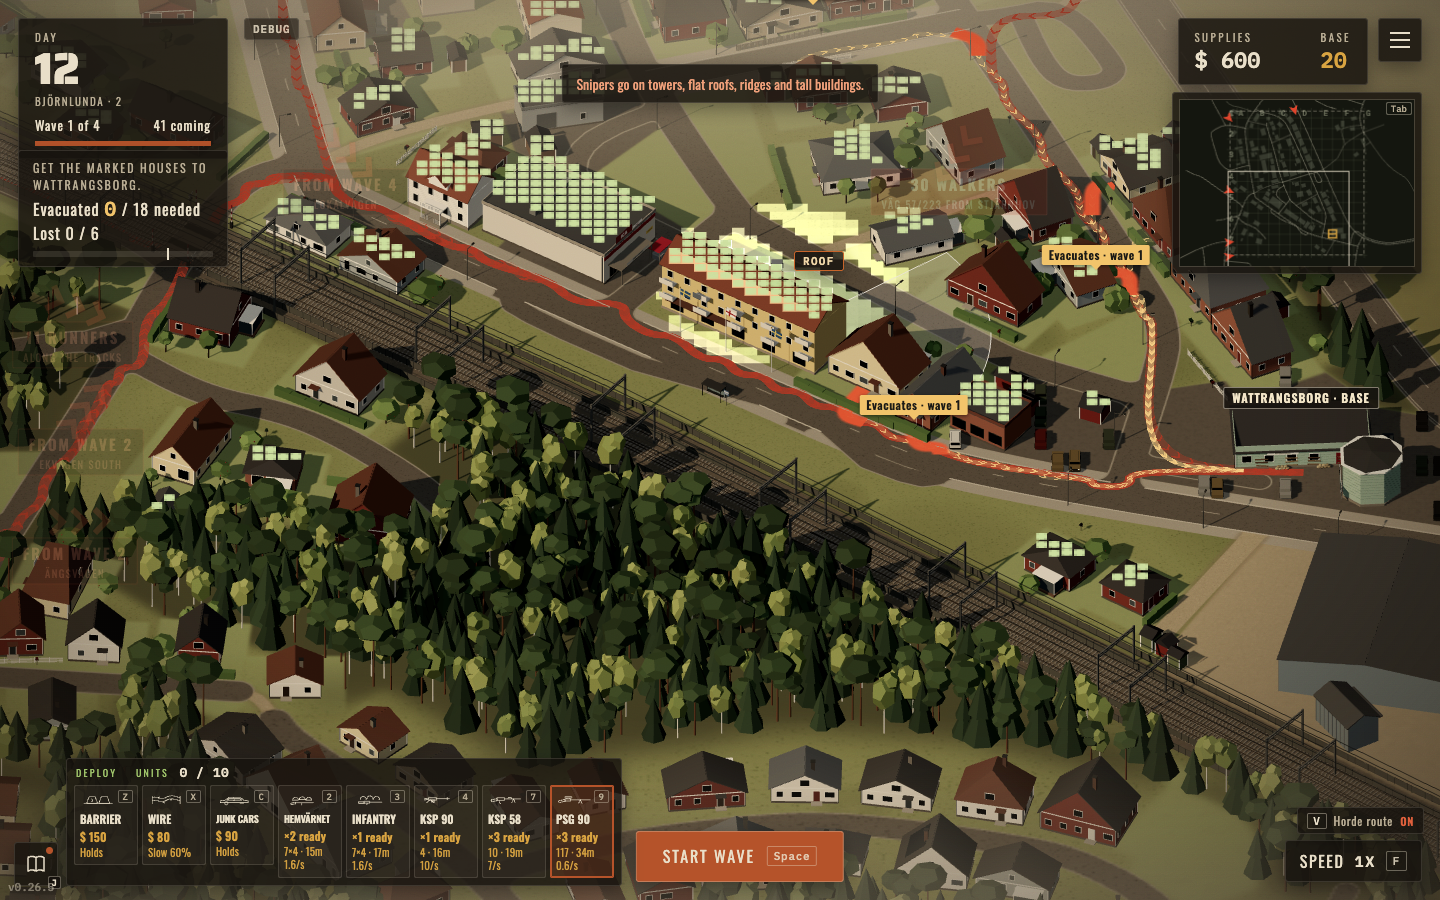 DAY
12
BJÖRNLUNDA · 2
Wave 1 of 4
41 coming
GET THE MARKED HOUSES TO
WATTRANGSBORG.
Evacuated 0 / 18 needed
Lost 0 / 6
DEBUG
Snipers go on towers, flat roofs, ridges and tall buildings.
SUPPLIES
$ 600
BASE
20
Tab
FROM WAVE 4
30 WALKERS
ROOF
Evacuates · wave 1
Evacuates · wave 1
WATTRANGSBORG · BASE
RUNNERS
FROM WAVE 2
FROM WAVE
DEPLOY
UNITS 0 / 10
Z
BARRIER
$ 150
Holds
X
WIRE
$ 80
Slow 60%
C
JUNK CARS
$ 90
Holds
2
HEMVÄRNET
×2 ready
7×4 · 15m
1.6/s
3
INFANTRY
×1 ready
7×4 · 17m
1.6/s
4
KSP 90
×1 ready
4 · 16m
10/s
7
KSP 58
×3 ready
10 · 19m
7/s
9
PSG 90
×3 ready
117 · 34m
0.6/s
START WAVE Space
V Horde route ON
SPEED 1X F
J